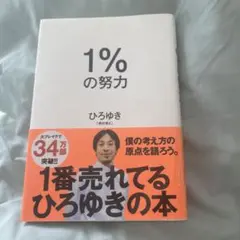 1%
の努力
ひろゆき
34万部
突破!!
僕の考え方の
原点を語ろう。
1番売れてる
ひろゆきの本